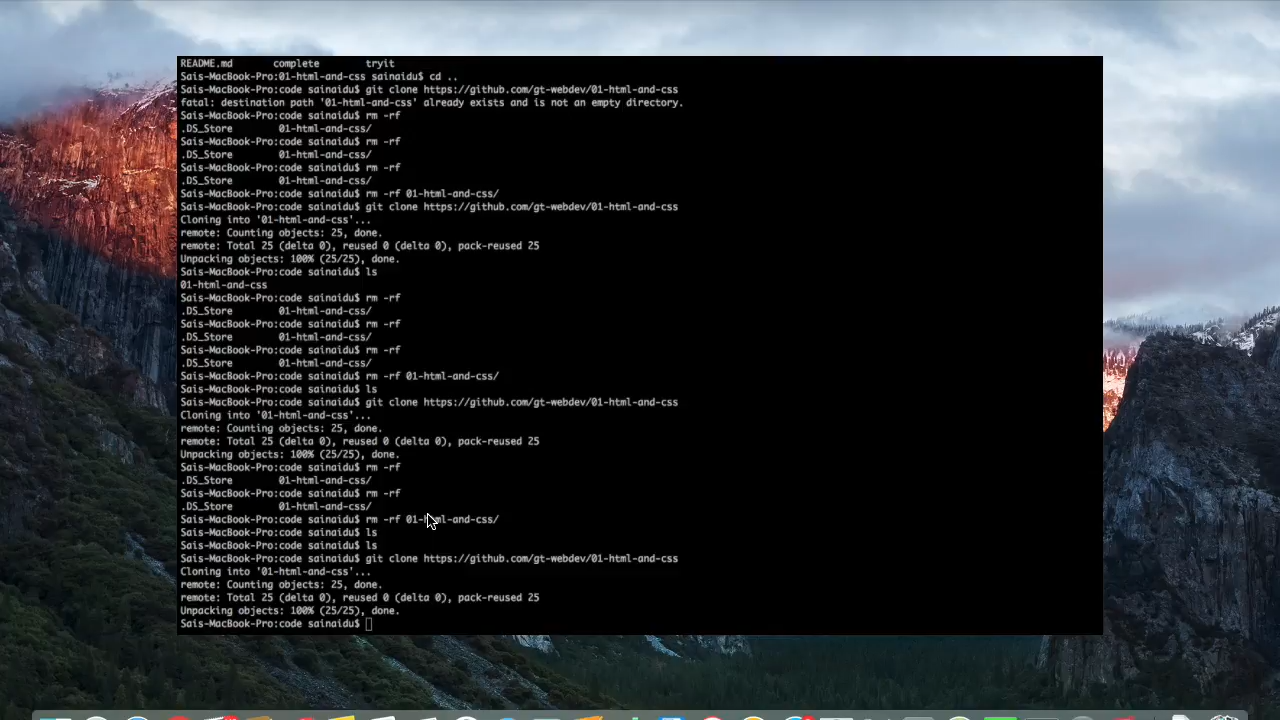 README.md complete tryit
Sais-MacBook-Pro:01-html-and-css sainaidu$ cd ..
Sais-MacBook-Pro:code sainaidu$ git clone https://github.com/gt-webdev/01-html-and-css
fatal: destination path '01-html-and-css' already exists and is not an empty directory.
Sais-MacBook-Pro:code sainaidu$ rm -rf
.DS_Store 01-html-and-css/
Sais-MacBook-Pro:code sainaidu$ rm -rf
.DS_Store 01-html-and-css/
Sais-MacBook-Pro:code sainaidu$ rm -rf
.DS_Store 01-html-and-css/
Sais-MacBook-Pro:code sainaidu$ rm -rf 01-html-and-css/
Sais-MacBook-Pro:code sainaidu$ git clone https://github.com/gt-webdev/01-html-and-css
Cloning into '01-html-and-css'...
remote: Counting objects: 25, done.
remote: Total 25 (delta 0), reused 0 (delta 0), pack-reused 25
Unpacking objects: 100% (25/25), done.
Sais-MacBook-Pro:code sainaidu$ ls
01-html-and-css
Sais-MacBook-Pro:code sainaidu$ rm -rf
.DS_Store 01-html-and-css/
Sais-MacBook-Pro:code sainaidu$ rm -rf
.DS_Store 01-html-and-css/
Sais-MacBook-Pro:code sainaidu$ rm -rf
.DS_Store 01-html-and-css/
Sais-MacBook-Pro:code sainaidu$ rm -rf 01-html-and-css/
Sais-MacBook-Pro:code sainaidu$ ls
Sais-MacBook-Pro:code sainaidu$ git clone https://github.com/gt-webdev/01-html-and-css
Cloning into '01-html-and-css'...
remote: Counting objects: 25, done.
remote: Total 25 (delta 0), reused 0 (delta 0), pack-reused 25
Unpacking objects: 100% (25/25), done.
Sais-MacBook-Pro:code sainaidu$ rm -rf
.DS_Store 01-html-and-css/
Sais-MacBook-Pro:code sainaidu$ rm -rf
.DS_Store 01-html-and-css/
Sais-MacBook-Pro:code sainaidu$ rm -rf 01-html-and-css/
Sais-MacBook-Pro:code sainaidu$ ls
Sais-MacBook-Pro:code sainaidu$ ls
Sais-MacBook-Pro:code sainaidu$ git clone https://github.com/gt-webdev/01-html-and-css
Cloning into '01-html-and-css'...
remote: Counting objects: 25, done.
remote: Total 25 (delta 0), reused 0 (delta 0), pack-reused 25
Unpacking objects: 100% (25/25), done.
Sais-MacBook-Pro:code sainaidu$